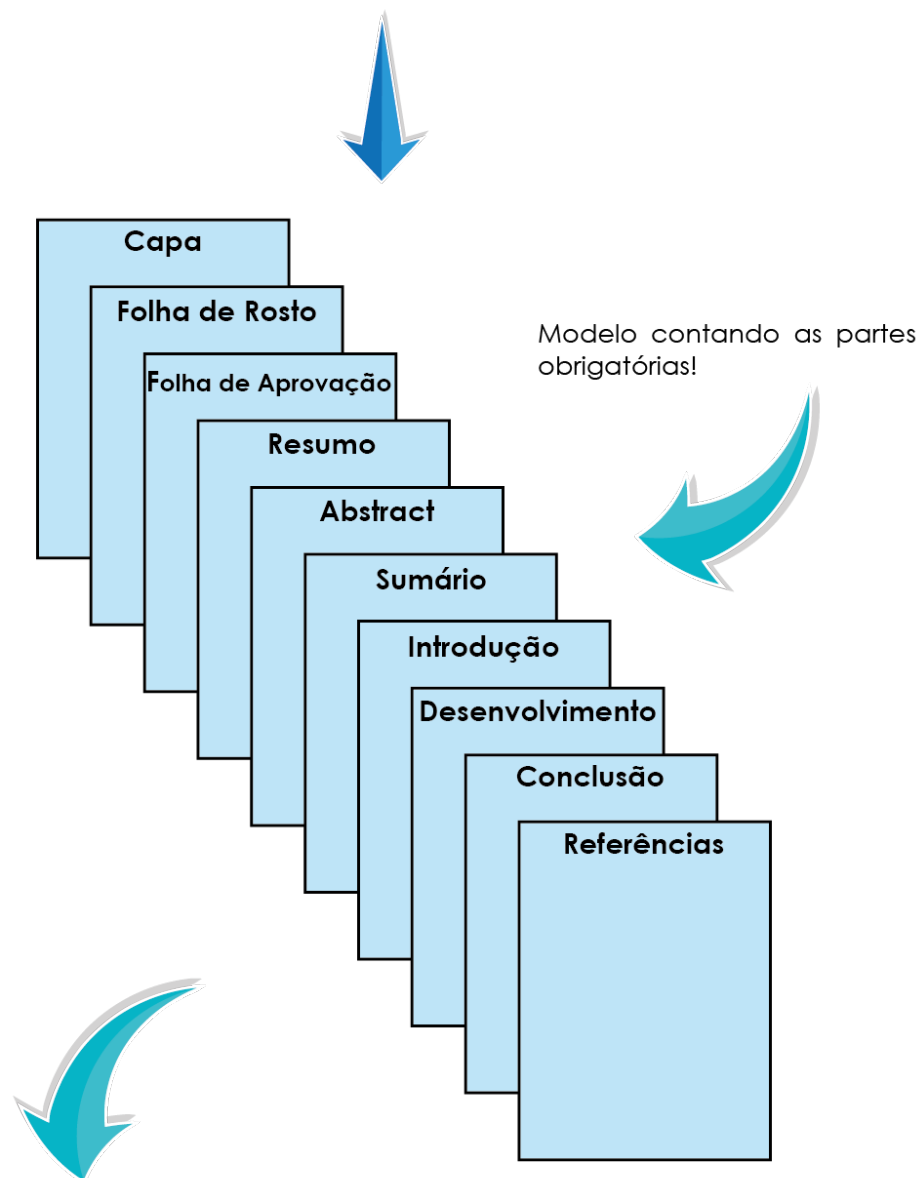 Capa
Folha de Rosto
Modelo contando as partes
obrigatórias!
Folha de Aprovação
Resumo
Abstract
Sumário
Introdução
Desenvolvimento
Conclusão
Referências